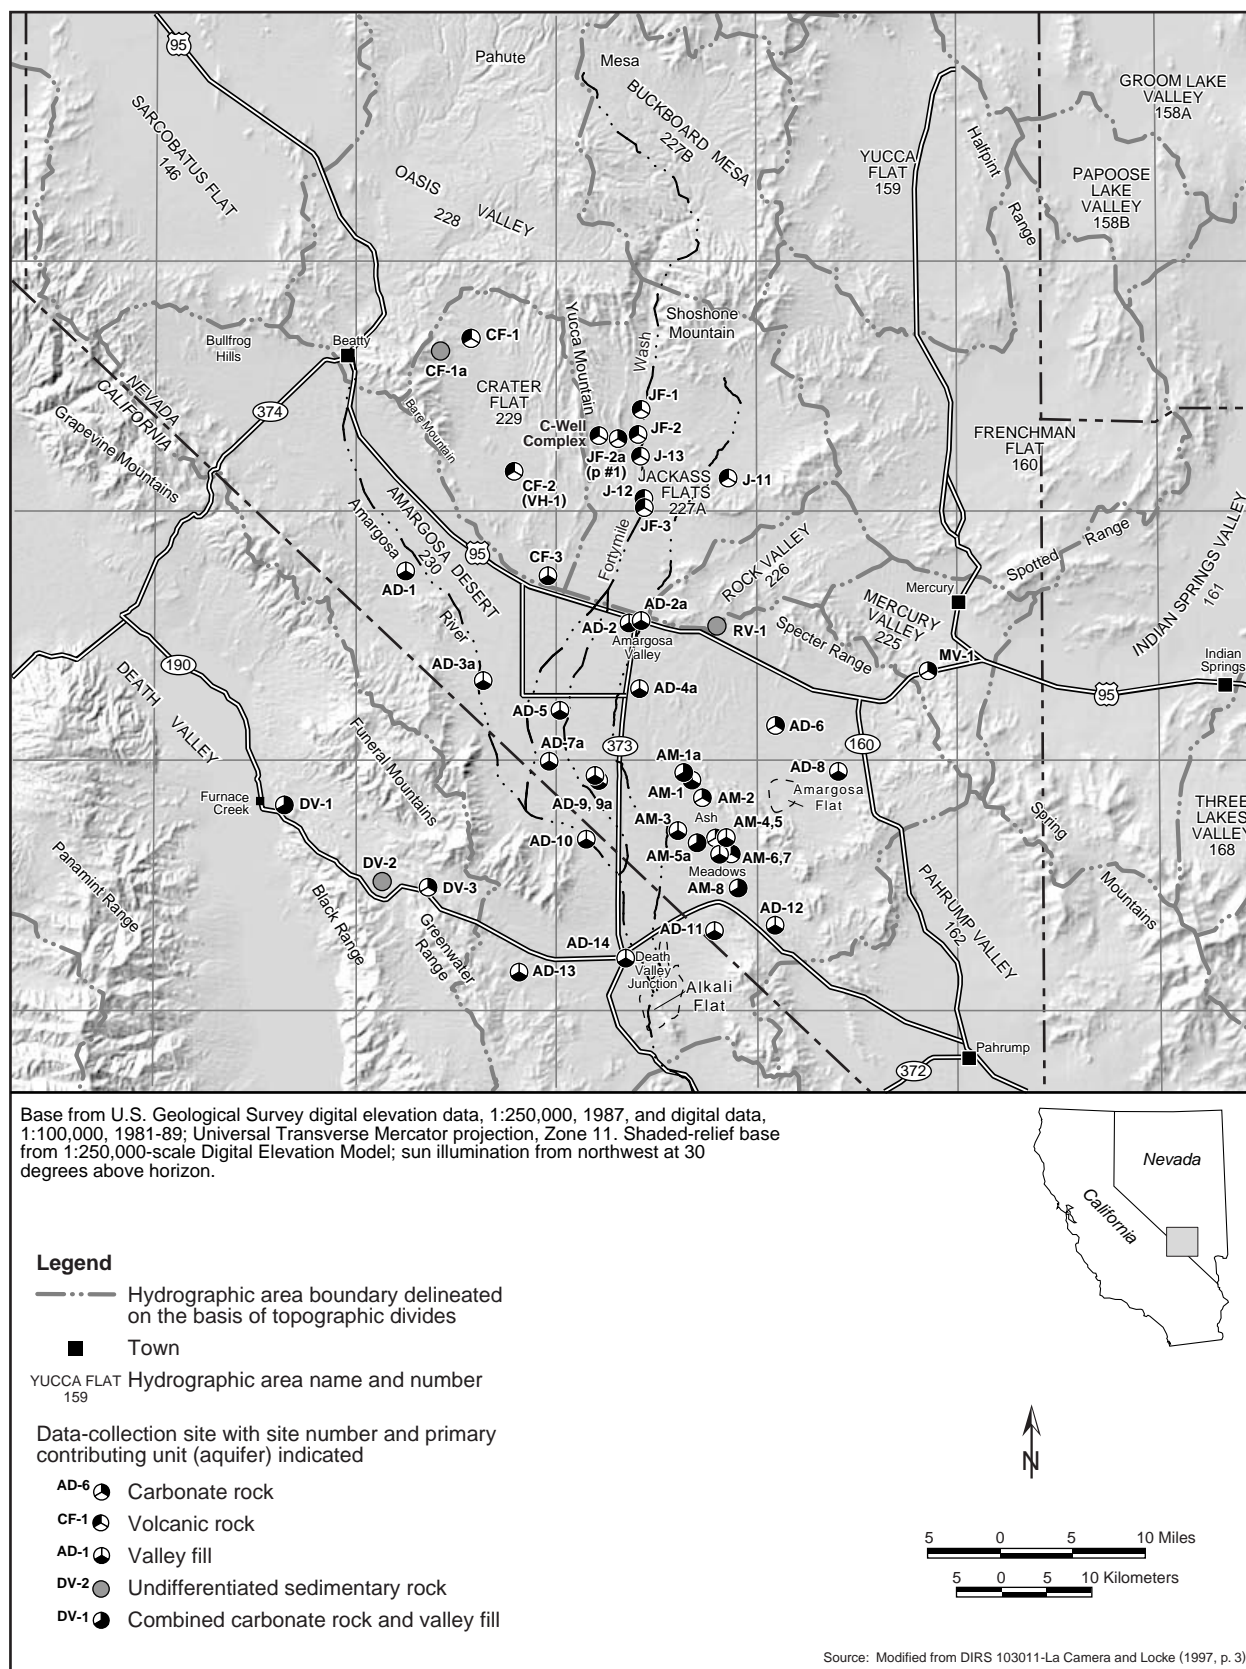 95
Pahute
Mesa
SARCOBATUS FLAT
146
BUCKBOARD MESA
227B
GROOM LAKE
VALLEY
158A
Halfpint
Range
YUCCA
FLAT
159
PAPOOSE
LAKE
VALLEY
158B
OASIS
VALLEY
228
Shoshone
Mountain
Yucca Mountain
Wash
Bullfrog
Hills
Beatty
CF-1
CF-1a
CRATER
FLAT
229
Bare Mountain
NEVADA
CALIFORNIA
374
Grapevine Mountains
JF-1
C-Well
Complex
JF-2
JF-2a
(p #1)
J-13
JACKASS
FLATS
227A
J-11
J-12
JF-3
CF-2
(VH-1)
FRENCHMAN
FLAT
160
Amargosa
AMARGOSA DESERT
230
95
CF-3
Fortymile
ROCK VALLEY
226
Spotted
Range
INDIAN SPRINGS VALLEY
161
AD-1
River
Mercury
MERCURY
VALLEY
225
AD-2a
AD-2
Amargosa
Valley
RV-1
Specter Range
MV-1
Indian
Springs
190
DEATH
VALLEY
AD-3a
AD-4a
95
AD-5
AD-6
Funeral Mountains
AD-7a
373
160
AM-1a
AD-8
Amargosa
Flat
Furnace
Creek
DV-1
AD-9, 9a
AM-1
AM-2
Ash
AM-3
AM-4,5
THREE
LAKES
VALLEY
168
Spring
Mountains
AD-10
AM-5a
AM-6,7
Meadows
AM-8
Panamint Range
DV-2
DV-3
Black Range
Greenwater
Range
PAHRUMP VALLEY
162
AD-12
AD-11
AD-14
AD-13
Death
Valley
Junction
Alkali
Flat
Pahrump
372
Base from U.S. Geological Survey digital elevation data, 1:250,000, 1987, and digital data,
1:100,000, 1981-89; Universal Transverse Mercator projection, Zone 11. Shaded-relief base
from 1:250,000-scale Digital Elevation Model; sun illumination from northwest at 30
degrees above horizon.
Nevada
California
Legend
Hydrographic area boundary delineated
on the basis of topographic divides
Town
YUCCA FLAT
159
Hydrographic area name and number
Data-collection site with site number and primary
contributing unit (aquifer) indicated
AD-6 Carbonate rock
CF-1 Volcanic rock
AD-1 Valley fill
DV-2 Undifferentiated sedimentary rock
DV-1 Combined carbonate rock and valley fill
N
5 0 5 10 Miles
5 0 5 10 Kilometers
Source: Modified from DIRS 103011-La Camera and Locke (1997, p. 3)